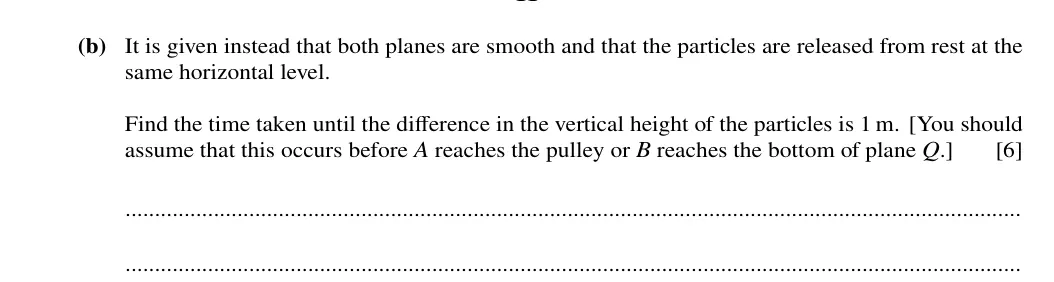 (b) It is given instead that both planes are smooth and that the particles are released from rest at the
same horizontal level.
Find the time taken until the difference in the vertical height of the particles is 1 m. [You should
assume that this occurs before A reaches the pulley or B reaches the bottom of plane Q.] [6]